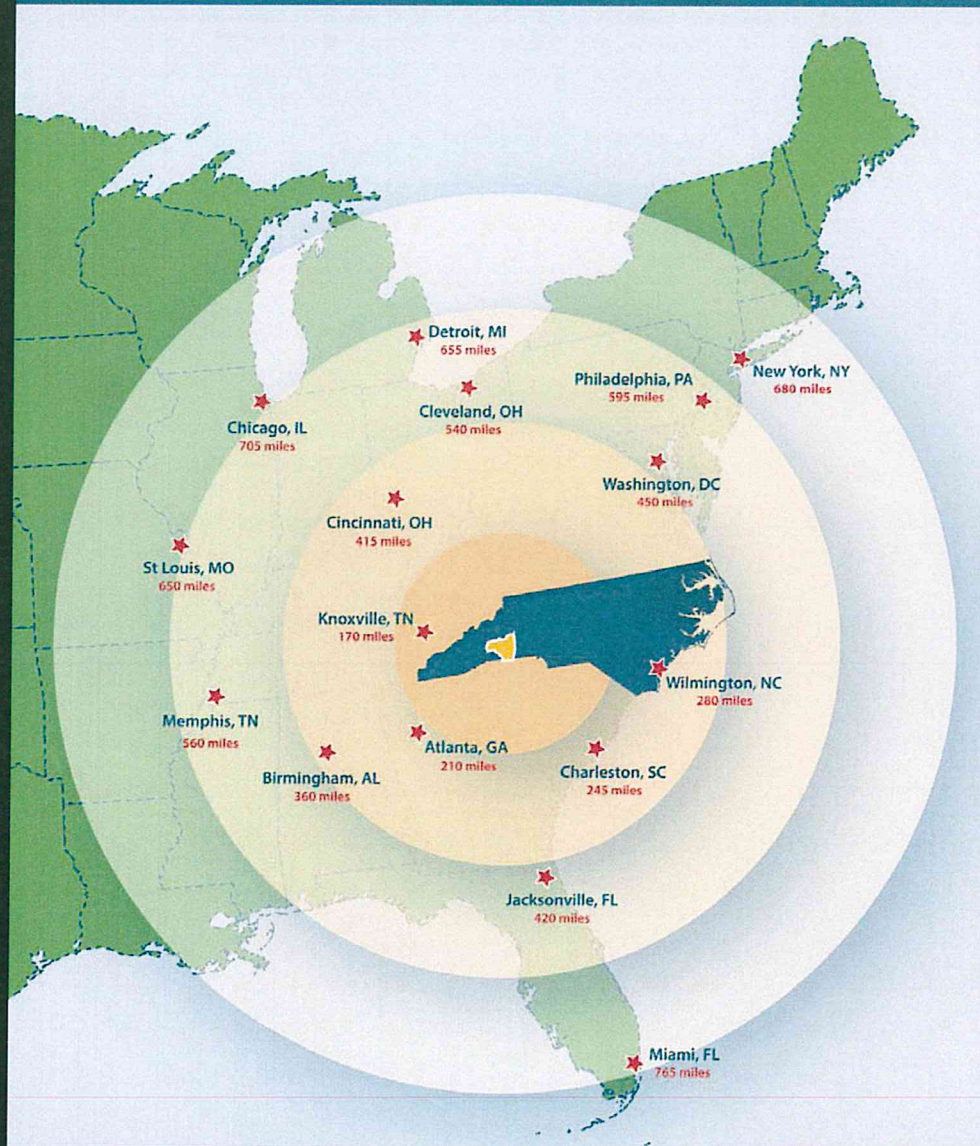 Detroit, MI
655 miles
New York, NY
680 miles
Philadelphia, PA
595 miles
Cleveland, OH
540 miles
Chicago, IL
705 miles
Washington, DC
450 miles
Cincinnati, OH
415 miles
St Louis, MO
650 miles
Knoxville, TN
170 miles
Wilmington, NC
280 miles
Memphis, TN
560 miles
Atlanta, GA
210 miles
Birmingham, AL
360 miles
Charleston, SC
245 miles
Jacksonville, FL
420 miles
Miami, FL
765 miles